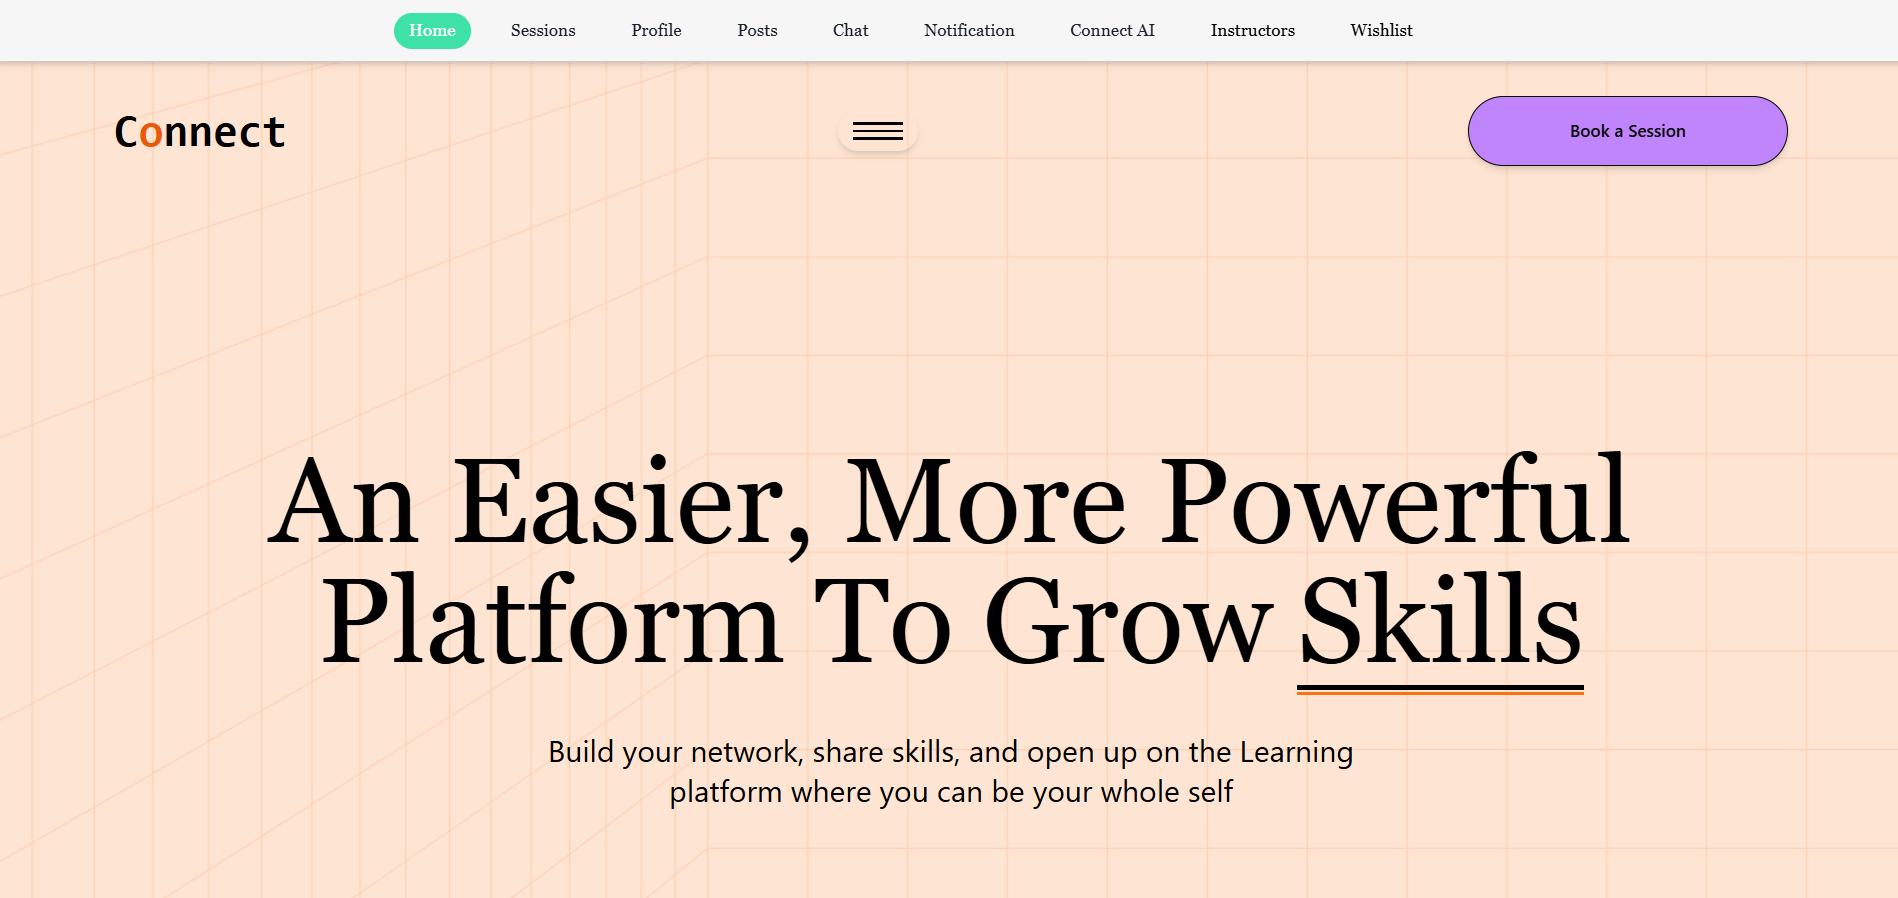 Home Sessions Profile Posts Chat Notification Connect AI Instructors Wishlist
Connect
Book a Session
An Easier, More Powerful
Platform To Grow Skills
Build your network, share skills, and open up on the Learning
platform where you can be your whole self